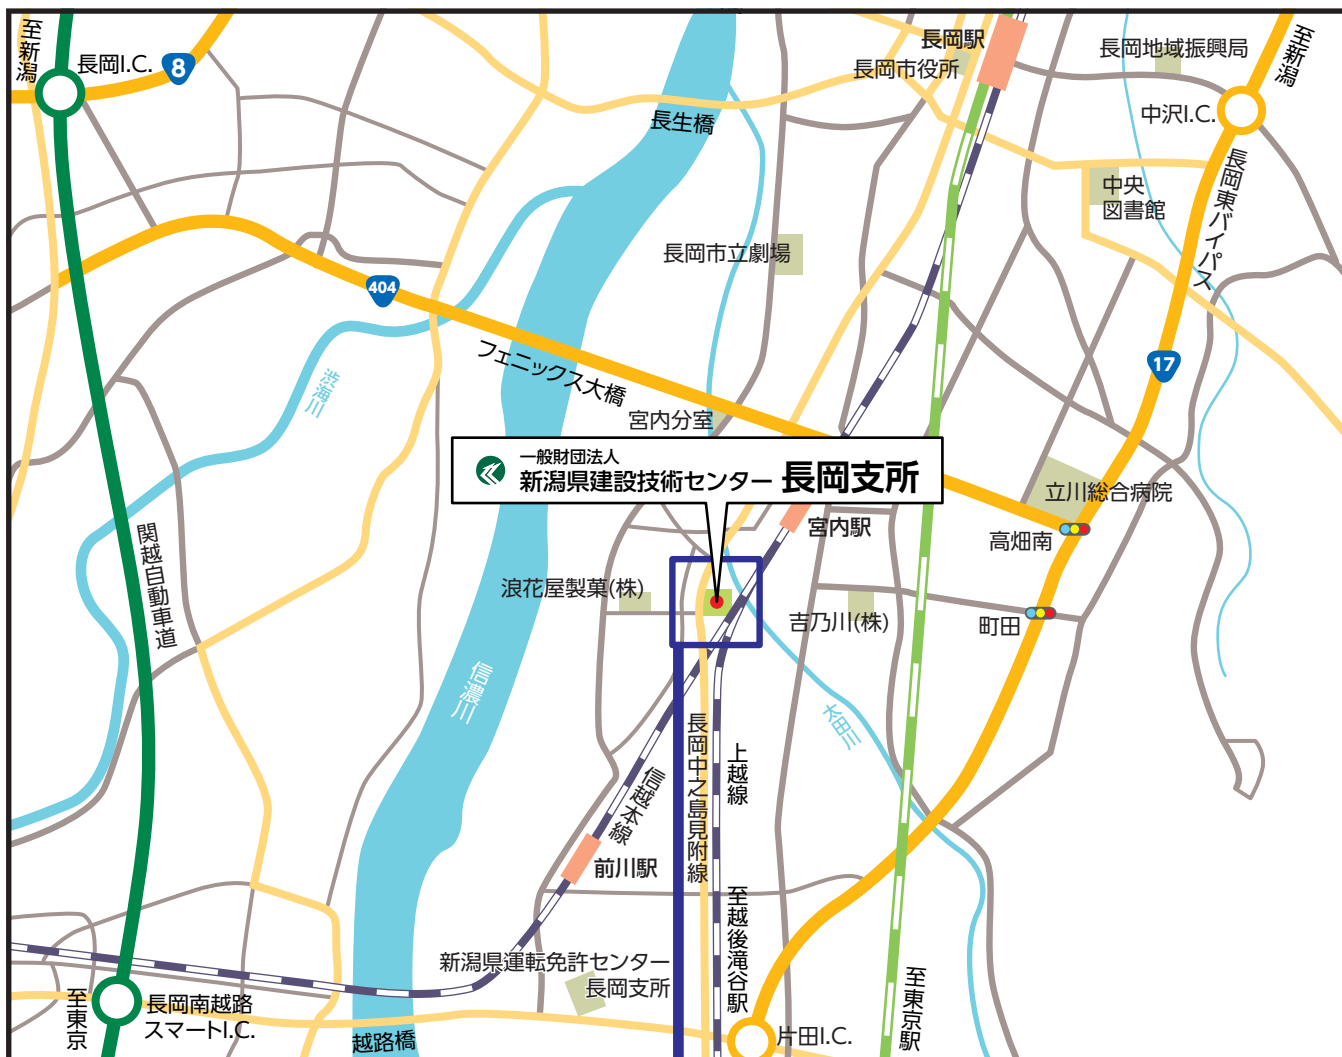 至新潟
長岡I.C.
8
長岡駅
長岡市役所
長岡地域振興局
至新潟
中沢I.C.
長生橋
中央
図書館
長岡東バイパス
長岡市立劇場
404
フェニックス大橋
17
渋海川
宮内分室
一般財団法人
新潟県建設技術センター 長岡支所
立川総合病院
宮内駅
高畑南
関越自動車道
浪花屋製菓(株)
吉乃川(株)
町田
信濃川
太田川
長岡中之島見附線
上越線
信越本線
前川駅
至越後滝谷駅
新潟県運転免許センター
長岡支所
至東京
長岡南越路
スマートI.C.
越路橋
片田I.C.
至東京駅